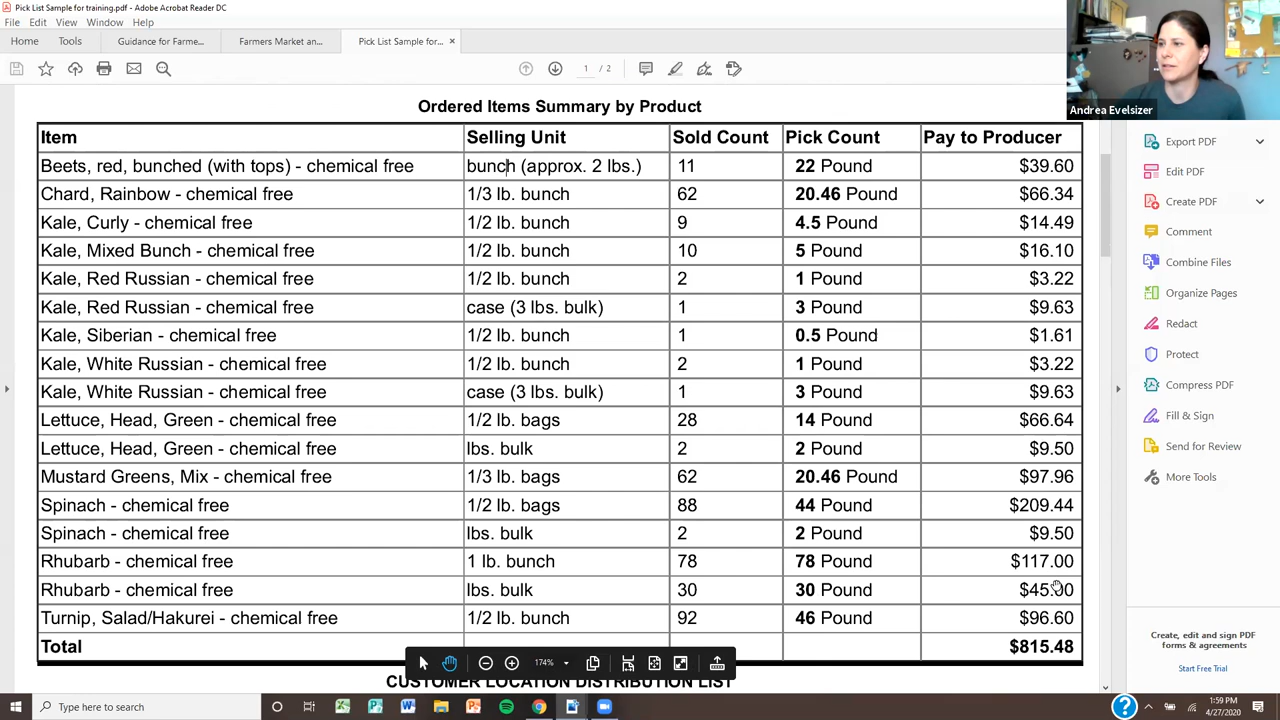 Pick List Sample for training.pdf - Adobe Acrobat Reader DC
File Edit View Window Help
Home Tools Guidance for Farme... Farmers Market an... Pick List Sample For... ×
1 / 2
Andrea Evelsizer
Ordered Items Summary by Product
Item Selling Unit Sold Count Pick Count Pay to Producer
Beets, red, bunched (with tops) - chemical free bunch (approx. 2 lbs.) 11 22 Pound $39.60
Chard, Rainbow - chemical free 1/3 lb. bunch 62 20.46 Pound $66.34
Kale, Curly - chemical free 1/2 lb. bunch 9 4.5 Pound $14.49
Kale, Mixed Bunch - chemical free 1/2 lb. bunch 10 5 Pound $16.10
Kale, Red Russian - chemical free 1/2 lb. bunch 2 1 Pound $3.22
Kale, Red Russian - chemical free case (3 lbs. bulk) 1 3 Pound $9.63
Kale, Siberian - chemical free 1/2 lb. bunch 1 0.5 Pound $1.61
Kale, White Russian - chemical free 1/2 lb. bunch 2 1 Pound $3.22
Kale, White Russian - chemical free case (3 lbs. bulk) 1 3 Pound $9.63
Lettuce, Head, Green - chemical free 1/2 lb. bags 28 14 Pound $66.64
Lettuce, Head, Green - chemical free lbs. bulk 2 2 Pound $9.50
Mustard Greens, Mix - chemical free 1/3 lb. bags 62 20.46 Pound $97.96
Spinach - chemical free 1/2 lb. bags 88 44 Pound $209.44
Spinach - chemical free lbs. bulk 2 2 Pound $9.50
Rhubarb - chemical free 1 lb. bunch 78 78 Pound $117.00
Rhubarb - chemical free lbs. bulk 30 30 Pound $45.00
Turnip, Salad/Hakurei - chemical free 1/2 lb. bunch 92 46 Pound $96.60
Total $815.48
174%
CUSTOMER LOCATION DISTRIBUTION LIST
Export PDF
Edit PDF
Create PDF
Comment
Combine Files
Organize Pages
Redact
Protect
Compress PDF
Fill & Sign
Send for Review
More Tools
Create, edit and sign PDF
forms & agreements
Start Free Trial
Type here to search
1:59 PM
4/27/2020